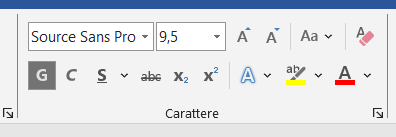 Source Sans Pro 9,5 A A Aa A
G C S abc x₂ x² A ab A
Carattere